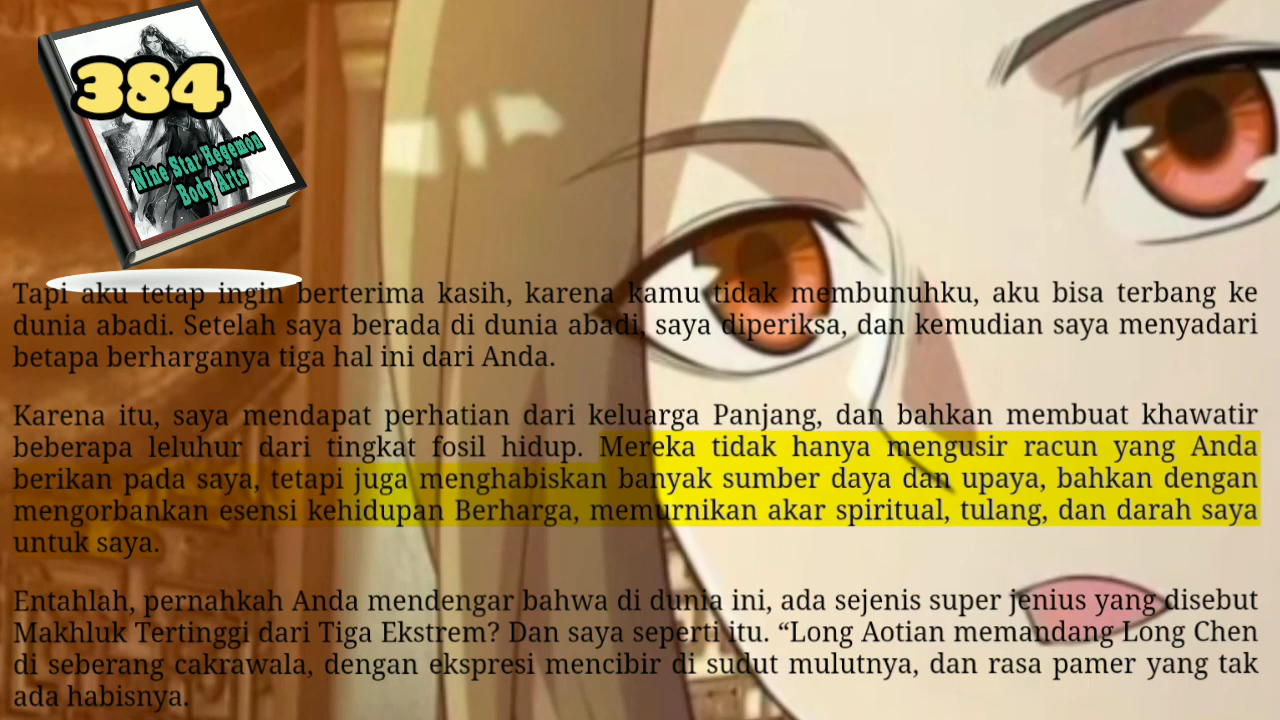 384
Nine Star Hegemon
Body Arts
Tapi aku tetap ingin berterima kasih, karena kamu tidak membunuhku, aku bisa terbang ke
dunia abadi. Setelah saya berada di dunia abadi, saya diperiksa, dan kemudian saya menyadari
betapa berharganya tiga hal ini dari Anda.
Karena itu, saya mendapat perhatian dari keluarga Panjang, dan bahkan membuat khawatir
beberapa leluhur dari tingkat fosil hidup. Mereka tidak hanya mengusir racun yang Anda
berikan pada saya, tetapi juga menghabiskan banyak sumber daya dan upaya, bahkan dengan
mengorbankan esensi kehidupan Berharga, memurnikan akar spiritual, tulang, dan darah saya
untuk saya.
Entahlah, pernahkah Anda mendengar bahwa di dunia ini, ada sejenis super jenius yang disebut
Makhluk Tertinggi dari Tiga Ekstrem? Dan saya seperti itu. “Long Aotian memandang Long Chen
di seberang cakrawala, dengan ekspresi mencibir di sudut mulutnya, dan rasa pamer yang tak
ada habisnya.